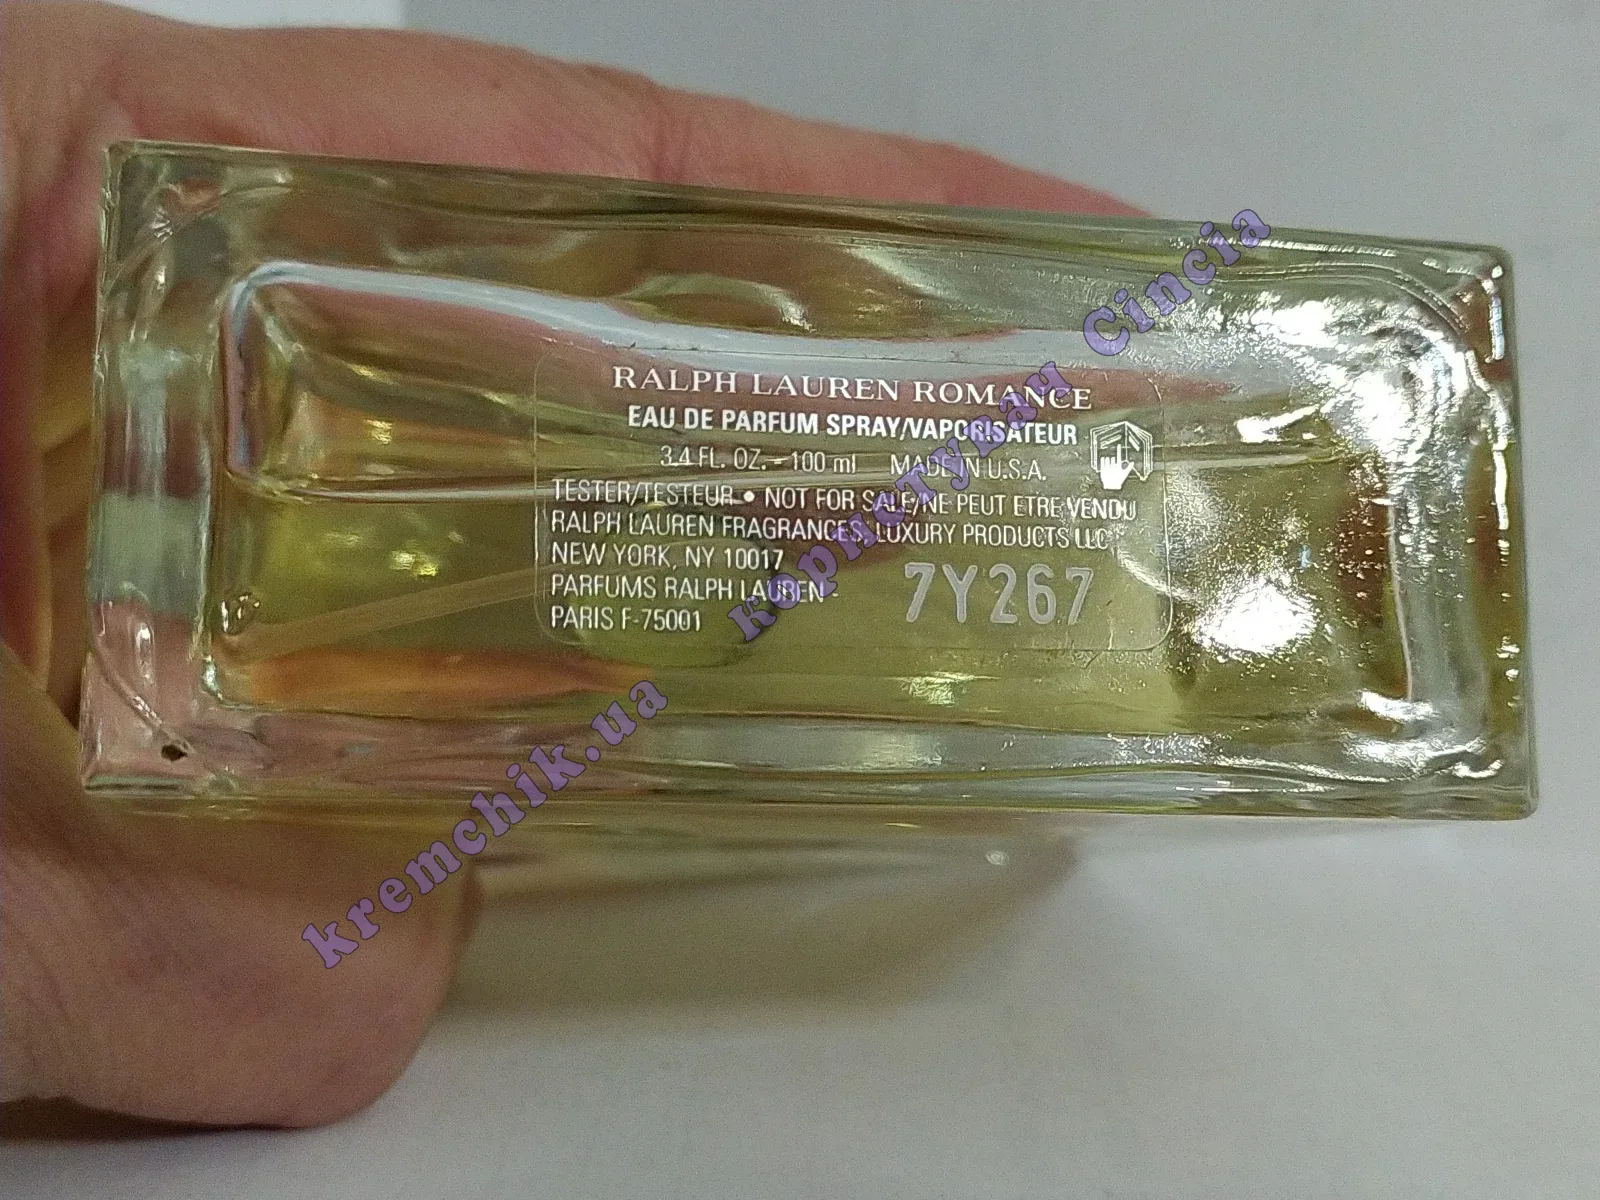 RALPH LAUREN ROMANCE
EAU DE PARFUM SPRAY/VAPORISATEUR
3.4 FL. OZ. - 100 ml MADE IN U.S.A.
TESTER/TESTEUR • NOT FOR SALE/NE PEUT ETRE VENDU
RALPH LAUREN FRAGRANCES, LUXURY PRODUCTS LLC
NEW YORK, NY 10017
PARFUMS RALPH LAUREN -
PARIS F-75001
7Y267
kremchik.ua користувач Cincia